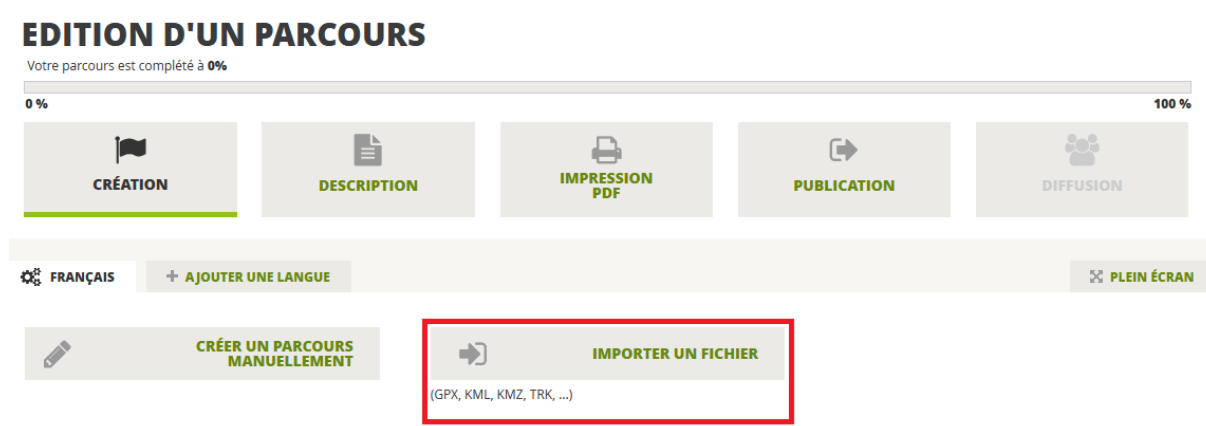 EDITION D'UN PARCOURS
Votre parcours est complété à 0%
0 %
100 %
CRÉATION
DESCRIPTION
IMPRESSION
PDF
PUBLICATION
DIFFUSION
FRANÇAIS
+ AJOUTER UNE LANGUE
PLEIN ÉCRAN
CRÉER UN PARCOURS
MANUELLEMENT
IMPORTER UN FICHIER
(GPX, KML, KMZ, TRK, ...)